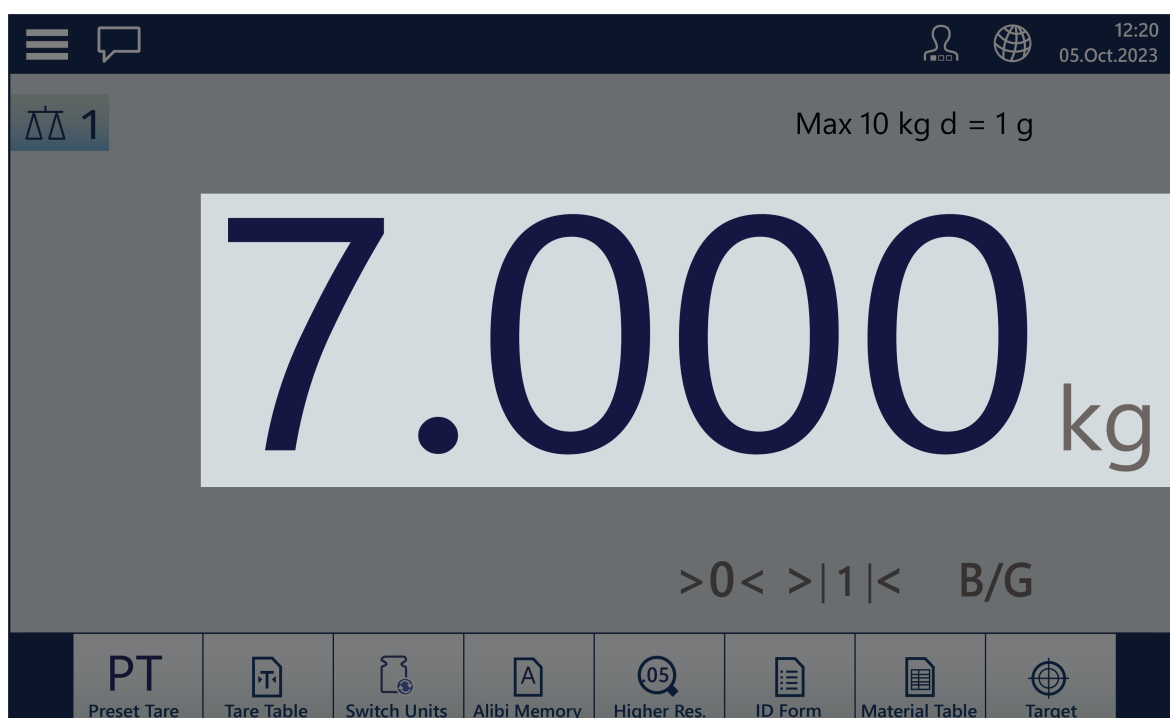 12:20
05.Oct.2023
1
Max 10 kg d = 1 g
7.000 kg
>0< >|1|< B/G
PT
Preset Tare
T
Tare Table
Switch Units
A
Alibi Memory
.05
Higher Res.
ID Form
Material Table
Target